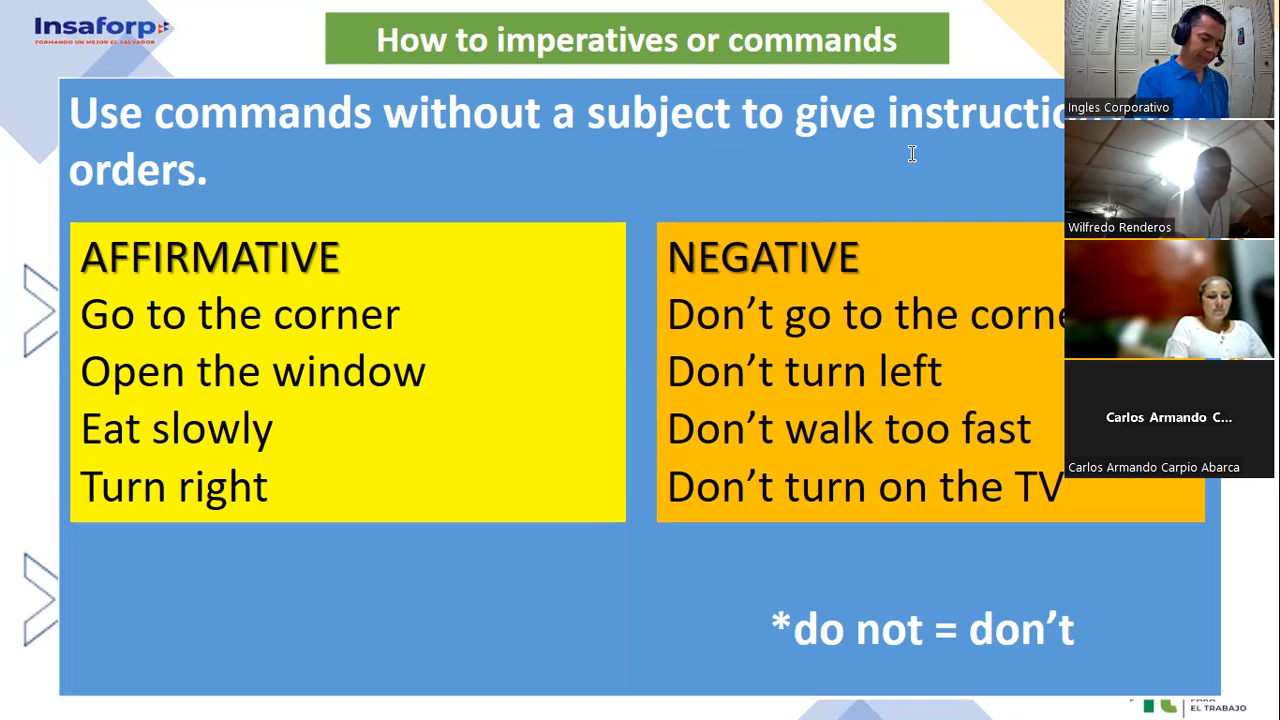 Insaforp
FORMANDO UN MEJOR EL SALVADOR
How to imperatives or commands
Use commands without a subject to give
orders.
AFFIRMATIVE
Go to the corner
Open the window
Eat slowly
Turn right
NEGATIVE
Don't go to the
Don't turn left
Don't walk too fast
Don't turn on the TV
*do not = don't
Ingles Corporativo
Wilfredo Renderos
Carlos Armando C...
Carlos Armando Carpio Abarca
EL TRABAJO